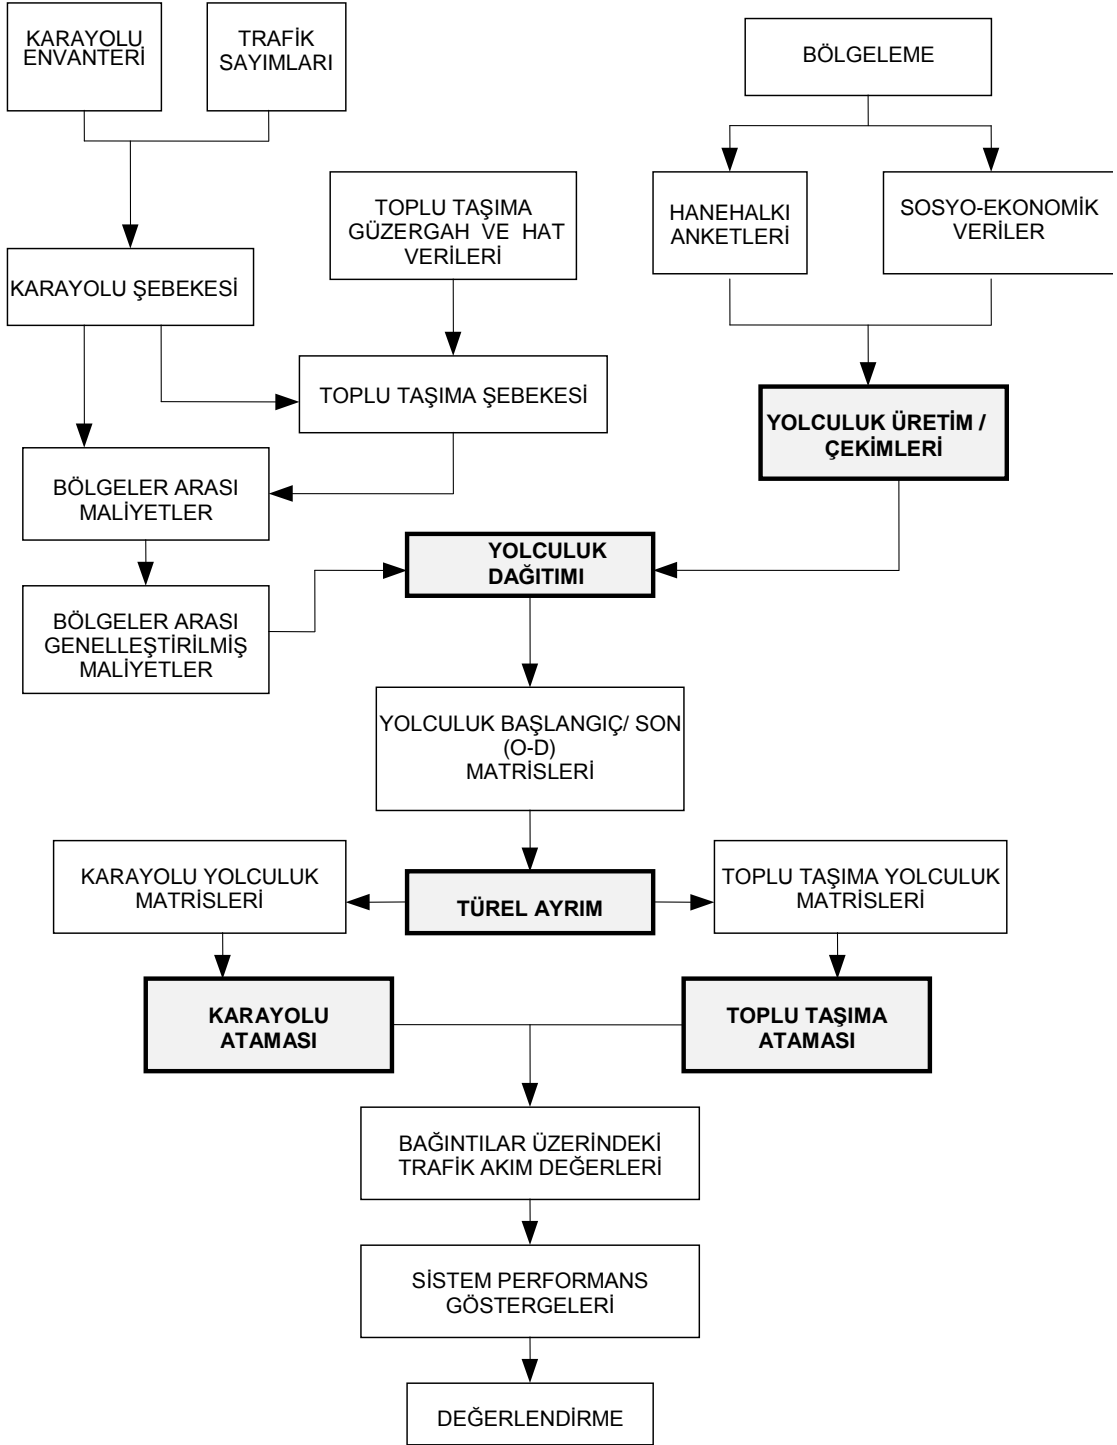 KARAYOLU
ENVANTERİ
TRAFİK
SAYIMLARI
BÖLGELEME
TOPLU TAŞIMA
GÜZERGAH VE HAT
VERİLERİ
HANEHALKI
ANKETLERİ
SOSYO-EKONOMİK
VERİLER
KARAYOLU ŞEBEKESİ
TOPLU TAŞIMA ŞEBEKESİ
YOLCULUK ÜRETİM /
ÇEKİMLERİ
BÖLGELER ARASI
MALİYETLER
YOLCULUK
DAĞITIMI
BÖLGELER ARASI
GENELLEŞTİRİLMİŞ
MALİYETLER
YOLCULUK BAŞLANGIÇ/ SON
(O-D)
MATRİSLERİ
KARAYOLU YOLCULUK
MATRİSLERİ
TÜREL AYRIM
TOPLU TAŞIMA YOLCULUK
MATRİSLERİ
KARAYOLU
ATAMASI
TOPLU TAŞIMA
ATAMASI
BAĞINTILAR ÜZERİNDEKİ
TRAFİK AKIM DEĞERLERİ
SİSTEM PERFORMANS
GÖSTERGELERİ
DEĞERLENDİRME